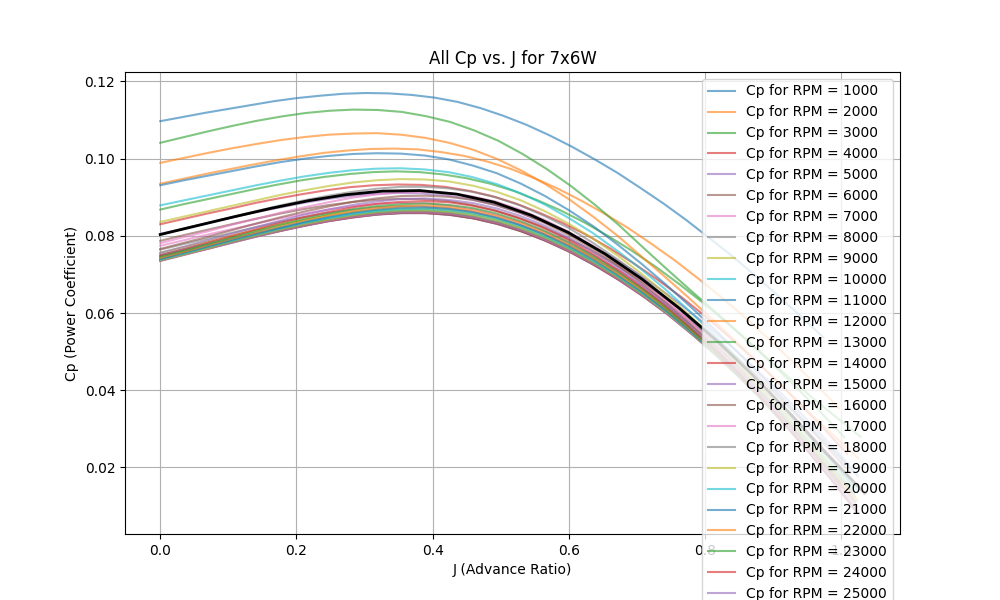 All Cp vs. J for 7x6W
Cp (Power Coefficient)
0.12
0.10
0.08
0.06
0.04
0.02
0.0
0.2
0.4
0.6
0.8
J (Advance Ratio)
Cp for RPM = 1000
Cp for RPM = 2000
Cp for RPM = 3000
Cp for RPM = 4000
Cp for RPM = 5000
Cp for RPM = 6000
Cp for RPM = 7000
Cp for RPM = 8000
Cp for RPM = 9000
Cp for RPM = 10000
Cp for RPM = 11000
Cp for RPM = 12000
Cp for RPM = 13000
Cp for RPM = 14000
Cp for RPM = 15000
Cp for RPM = 16000
Cp for RPM = 17000
Cp for RPM = 18000
Cp for RPM = 19000
Cp for RPM = 20000
Cp for RPM = 21000
Cp for RPM = 22000
Cp for RPM = 23000
Cp for RPM = 24000
Cp for RPM = 25000